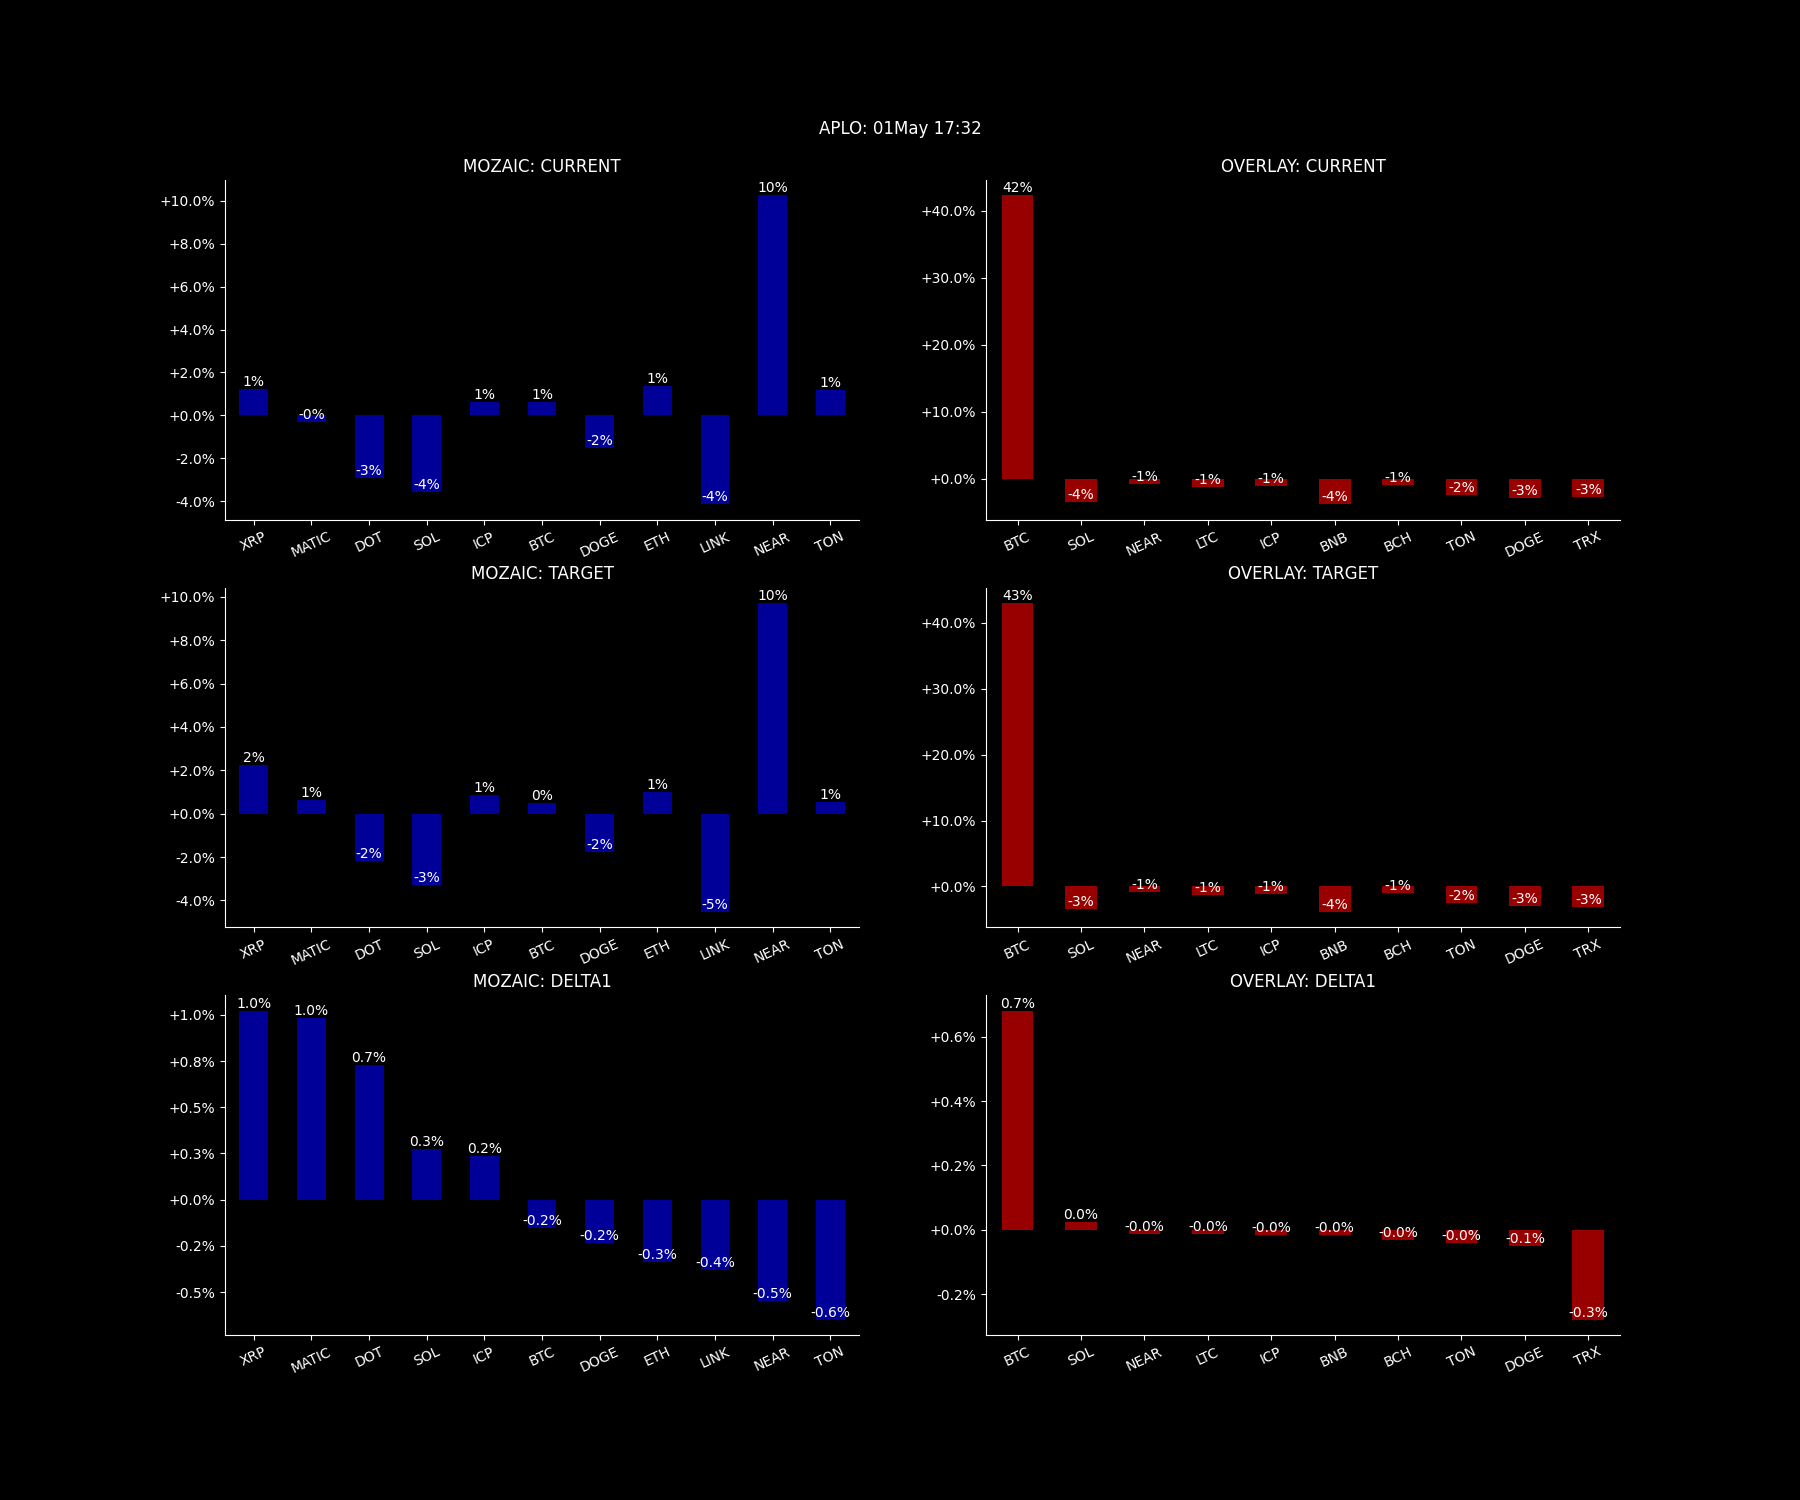 APLO: 01May 17:32
MOZAIC: CURRENT
+10.0%
+8.0%
+6.0%
+4.0%
+2.0%
+0.0%
-2.0%
-4.0%
1% -0% -3% -4% 1% 1% -2% 1% -4% 10% 1%
XRP MATIC DOT SOL ICP BTC DOGE ETH LINK NEAR TON
OVERLAY: CURRENT
+40.0%
+30.0%
+20.0%
+10.0%
+0.0%
42% -4% -1% -1% -1% -4% -1% -2% -3% -3%
BTC SOL NEAR LTC ICP BNB BCH TON DOGE TRX
MOZAIC: TARGET
+10.0%
+8.0%
+6.0%
+4.0%
+2.0%
+0.0%
-2.0%
-4.0%
2% 1% -2% -3% 1% 0% -2% 1% -5% 10% 1%
XRP MATIC DOT SOL ICP BTC DOGE ETH LINK NEAR TON
OVERLAY: TARGET
+40.0%
+30.0%
+20.0%
+10.0%
+0.0%
43% -3% -1% -1% -1% -4% -1% -2% -3% -3%
BTC SOL NEAR LTC ICP BNB BCH TON DOGE TRX
MOZAIC: DELTA1
+1.0%
+0.8%
+0.5%
+0.3%
+0.0%
-0.2%
-0.5%
1.0% 1.0% 0.7% 0.3% 0.2% -0.2% -0.2% -0.3% -0.4% -0.5% -0.6%
XRP MATIC DOT SOL ICP BTC DOGE ETH LINK NEAR TON
OVERLAY: DELTA1
+0.6%
+0.4%
+0.2%
+0.0%
-0.2%
0.7% 0.0% -0.0% -0.0% -0.0% -0.0% -0.0% -0.0% -0.1% -0.3%
BTC SOL NEAR LTC ICP BNB BCH TON DOGE TRX